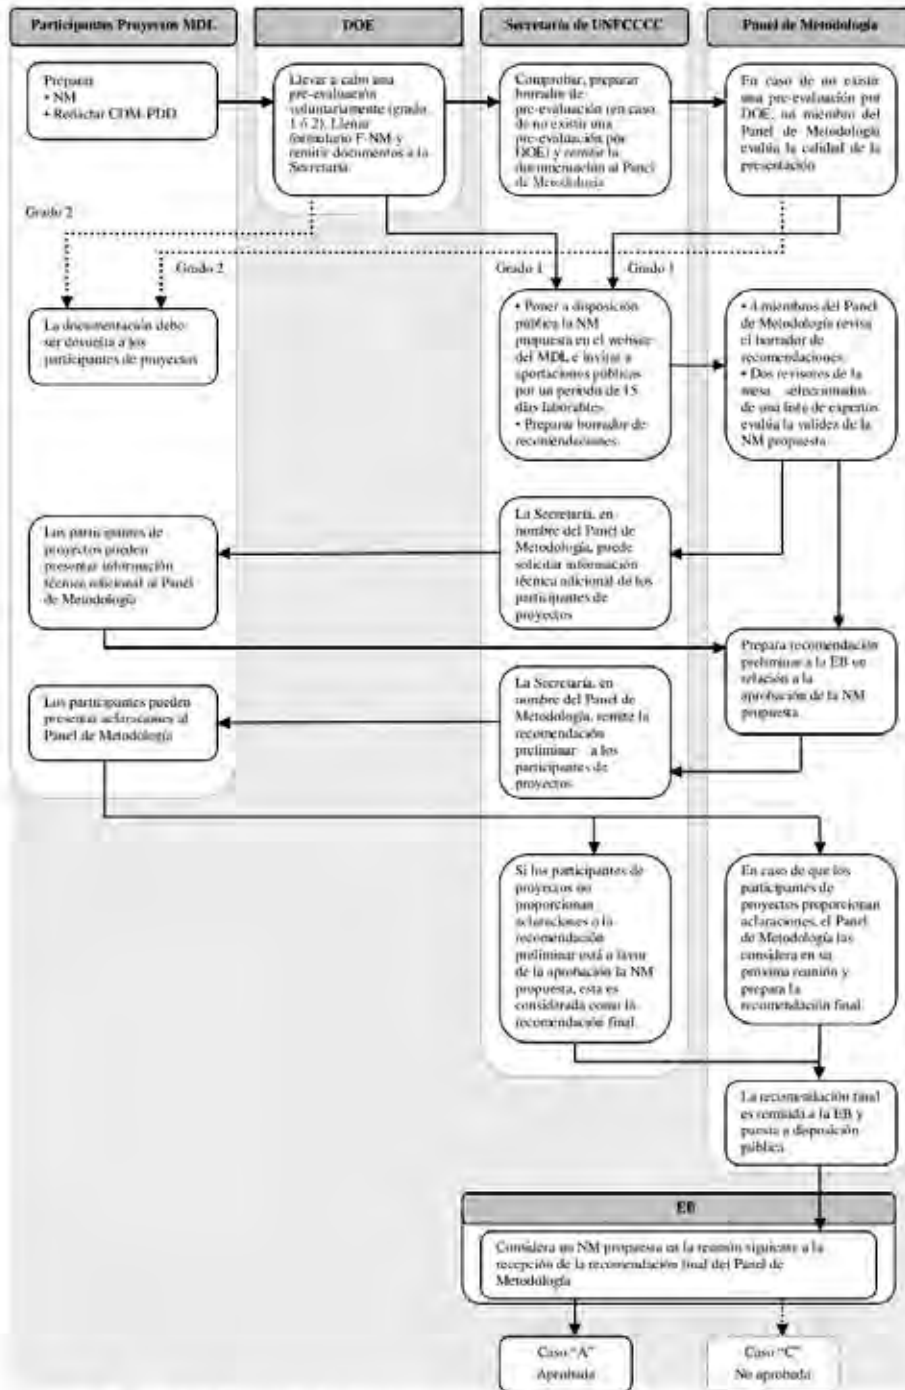 Participantes Proyectos MDL
DOE
Secretaría de UNFCCCC
Panel de Metodología
Preparar
• NM
• Redactar CDM-PDD
Llevar a cabo una
pre-evaluación
voluntariamente (grado
1 ó 2). Llenar
formulario F-NM y
remitir documentos a la
Secretaría.
Comprobar, preparar
borrador de
pre-evaluación (en caso
de no existir una
pre-evaluación por
DOE) y remitir la
documentación al Panel
de Metodología
En caso de no existir
una pre-evaluación por
DOE, un miembro del
Panel de Metodología
evalúa la calidad de la
presentación
Grado 2
Grado 2
Grado 1
Grado 1
La documentación debe
ser devuelta a los
participantes de proyectos
• Poner a disposición
pública la NM
propuesta en el website
del MDL e invitar a
aportaciones públicas
por un periodo de 15
días laborables
• Preparar borrador de
recomendaciones.
• 4 miembros del Panel
de Metodología revisa
el borrador de
recomendaciones.
• Dos revisores de la
mesa seleccionados
de una lista de expertos
evalúa la validez de la
NM propuesta
Los participantes de
proyectos pueden
presentar información
técnica adicional al Panel
de Metodología
La Secretaría, en
nombre del Panel de
Metodología, puede
solicitar información
técnica adicional de los
participantes de
proyectos
Prepara recomendación
preliminar a la EB en
relación a la
aprobación de la NM
propuesta
Los participantes pueden
presentar aclaraciones al
Panel de Metodología
La Secretaría, en
nombre del Panel de
Metodología, remite la
recomendación
preliminar a los
participantes de
proyectos
Si los participantes de
proyectos no
proporcionan
aclaraciones o la
recomendación
preliminar está a favor
de la aprobación la NM
propuesta, esta es
considerada como la
recomendación final.
En caso de que los
participantes de
proyectos proporcionan
aclaraciones, el Panel
de Metodología las
considera en su
próxima reunión y
prepara la
recomendación final
La recomendación final
es remitida a la EB y
puesta a disposición
pública
EB
Considera un NM propuesta en la reunión siguiente a la
recepción de la recomendación final del Panel de
Metodología
Caso "A"
Aprobada
Caso "C"
No aprobada